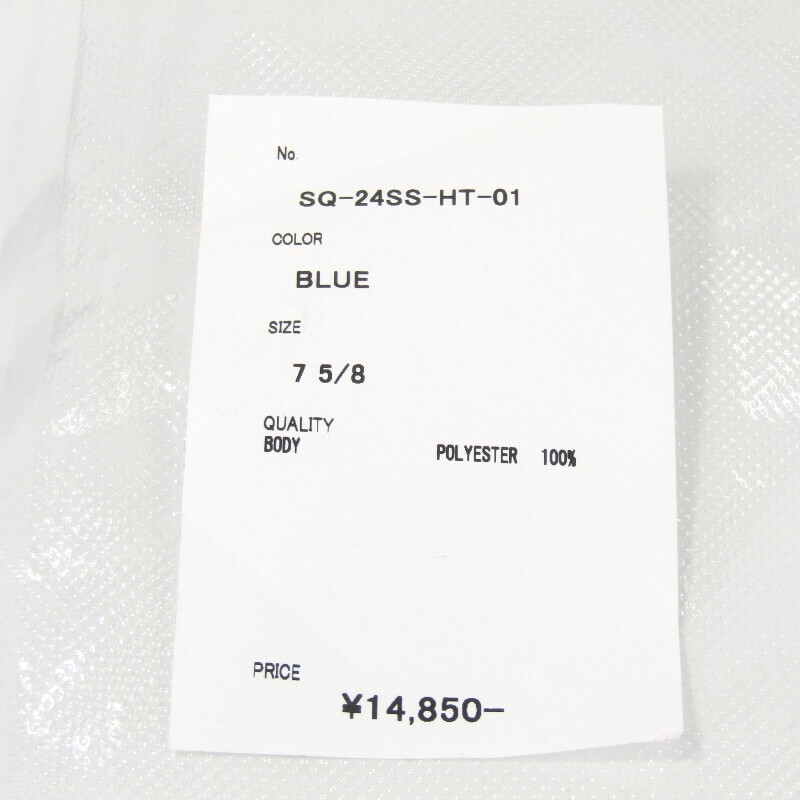 No.
SQ-24SS-HT-01
COLOR
BLUE
SIZE
7 5/8
QUALITY
BODY POLYESTER 100%
PRICE
¥14,850-